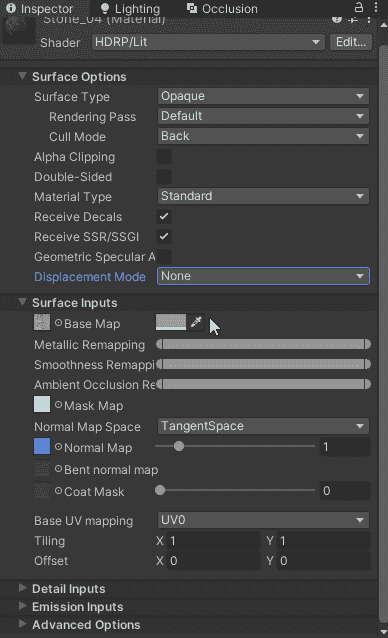 Inspector Lighting Occlusion
Stone_04 (Material)
Shader HDRP/Lit Edit...
Surface Options
Surface Type Opaque
Rendering Pass Default
Cull Mode Back
Alpha Clipping
Double-Sided
Material Type Standard
Receive Decals
Receive SSR/SSGI
Geometric Specular A
Displacement Mode None
Surface Inputs
Base Map
Metallic Remapping
Smoothness Remappi
Ambient Occlusion Re
Mask Map
Normal Map Space TangentSpace
Normal Map 1
Bent normal map
Coat Mask 0
Base UV mapping UV0
Tiling X 1 Y 1
Offset X 0 Y 0
Detail Inputs
Emission Inputs
Advanced Options